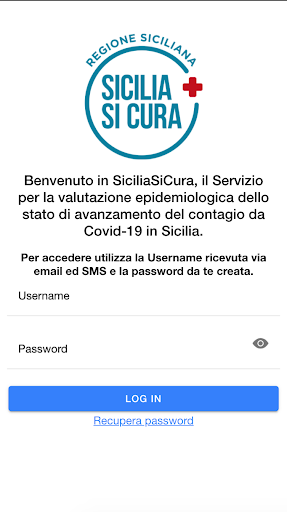 REGIONE SICILIANA
SICILIA
SI CURA
Benvenuto in SiciliaSiCura, il Servizio
per la valutazione epidemiologica dello
stato di avanzamento del contagio da
Covid-19 in Sicilia.
Per accedere utilizza la Username ricevuta via
email ed SMS e la password da te creata.
Username
Password
LOG IN
Recupera password